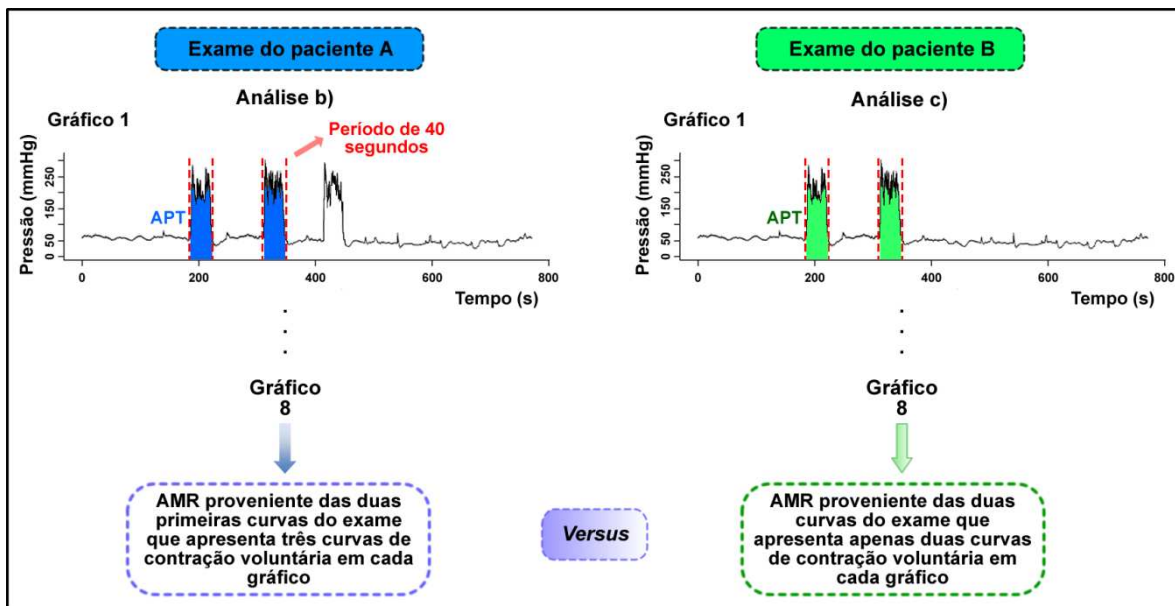 Exame do paciente A
Análise b)
Gráfico 1
Período de 40
segundos
Pressão (mmHg)
250
150
50
0
APT
0
200
400
600
800
Tempo (s)
.
.
.
Gráfico
8
AMR proveniente das duas
primeiras curvas do exame
que apresenta três curvas de
contração voluntária em cada
gráfico
Versus
Exame do paciente B
Análise c)
Gráfico 1
Pressão (mmHg)
250
150
50
0
APT
0
200
400
600
800
Tempo (s)
.
.
.
Gráfico
8
AMR proveniente das duas
curvas do exame que
apresenta apenas duas curvas
de contração voluntária em
cada gráfico